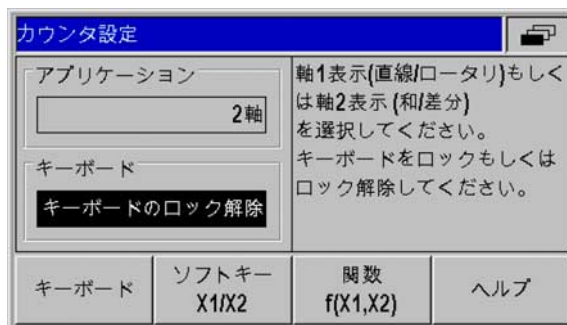 カウンタ設定
アプリケーション
2軸
キーボード
キーボードのロック解除
軸1表示(直線/ロータリ)もしく
は軸2表示 (和/差分)
を選択してください。
キーボードをロックもしくは
ロック解除してください。
キーボード
ソフトキー
X1/X2
関数
f(X1,X2)
ヘルプ